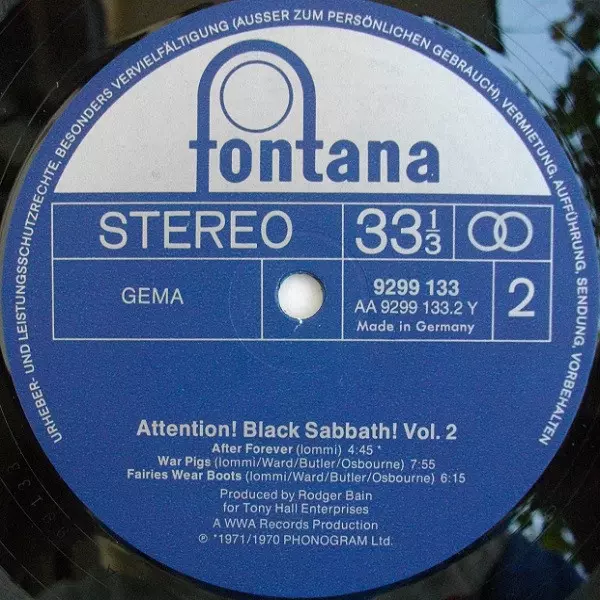 URHEBER- UND LEISTUNGSSCHUTZRECHTE, BESONDERS VERVIELFÄLTIGUNG (AUSSER ZUM PERSÖNLICHEN GEBRAUCH), VERMIETUNG, AUFFÜHRUNG, SENDUNG, VORBEHALTEN
fontana
STEREO
33 1/3
GEMA
9299 133
AA 9299 133.2 Y
Made in Germany
2
Attention! Black Sabbath! Vol. 2
After Forever (Iommi) 4:45 *
War Pigs (Iommi/Ward/Butler/Osbourne) 7:55
Fairies Wear Boots (Iommi/Ward/Butler/Osbourne) 6:15
Produced by Rodger Bain
for Tony Hall Enterprises
A WWA Records Production
℗ *1971/1970 PHONOGRAM Ltd.